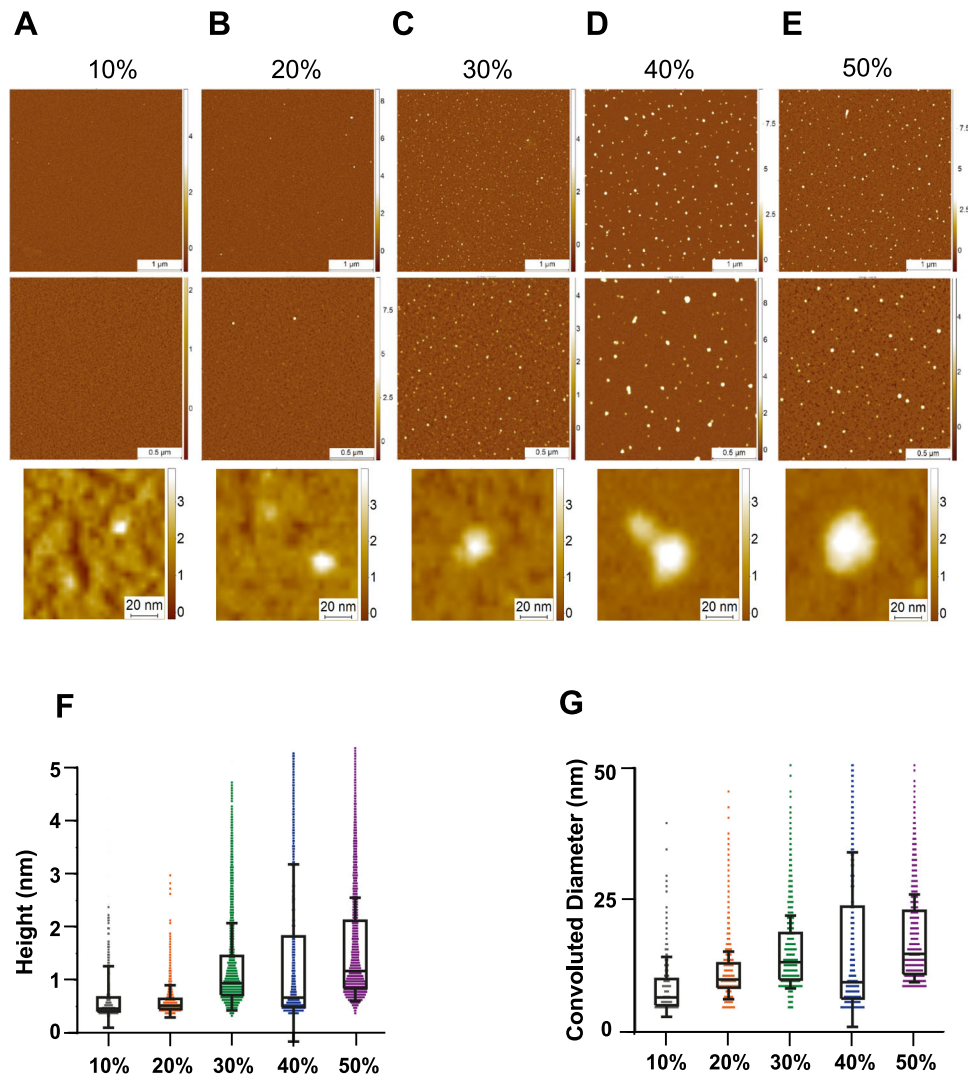 A B C D E
10% 20% 30% 40% 50%
4 2 0
8 6 4 2 0
4 2 0
7.5 5 2.5 0
7.5 5 2.5 0
1 µm 1 µm 1 µm 1 µm 1 µm
2 1 0
7.5 5 2.5 0
4 3 2 1 0
8 6 4 2 0
4 2 0
0.5 µm 0.5 µm 0.5 µm 0.5 µm 0.5 µm
3 2 1 0
3 2 1 0
3 2 1 0
3 2 1 0
3 2 1 0
20 nm 20 nm 20 nm 20 nm 20 nm
F
Height (nm)
5
4
3
2
1
0
10% 20% 30% 40% 50%
G
Convoluted Diameter (nm)
50
25
0
10% 20% 30% 40% 50%